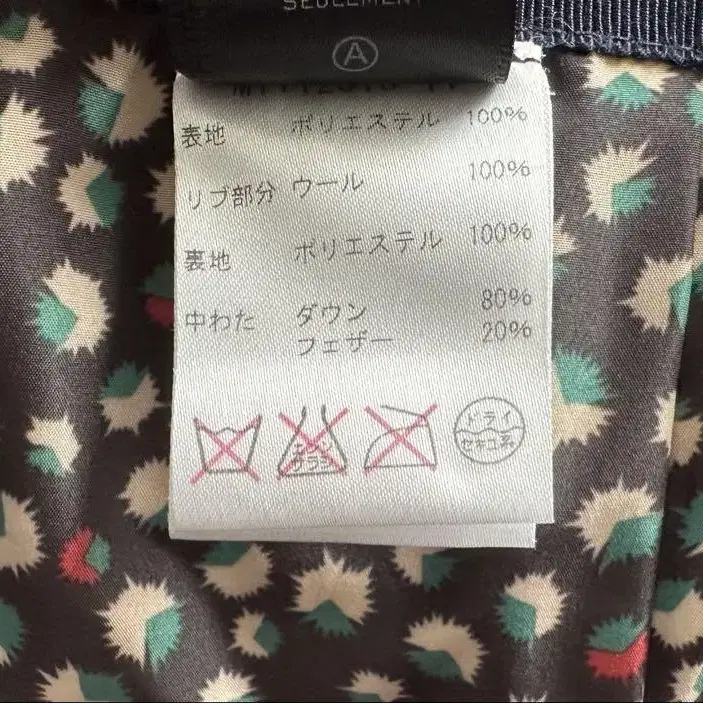 SEULEMENT
A
表地 ポリエステル 100%
リブ部分 ウール 100%
裏地 ポリエステル 100%
中わた ダウン 80%
フェザー 20%
エンソ
サラシ
ドライ
セキユ系